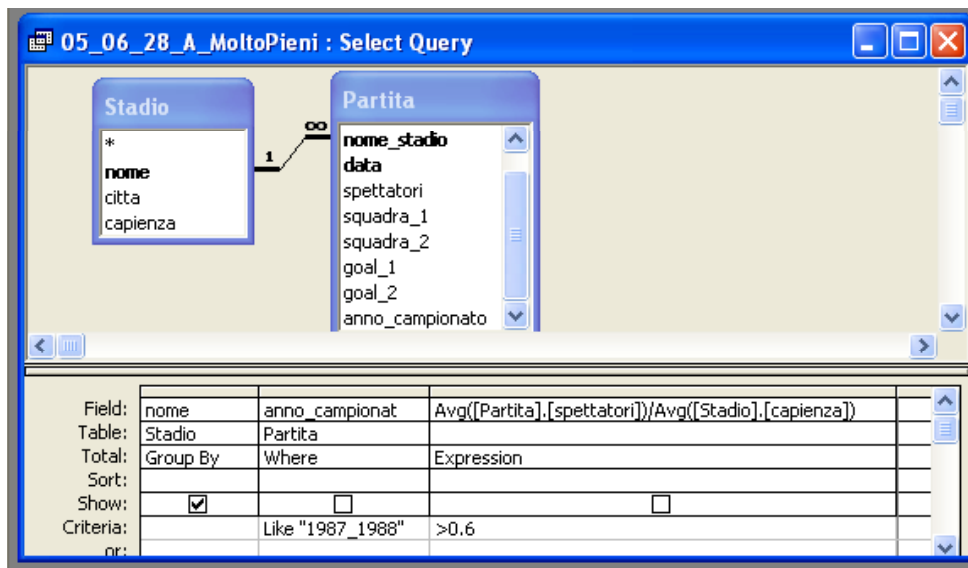 05_06_28_A_MoltoPieni : Select Query
Stadio
*
nome
citta
capienza
1
∞
Partita
nome_stadio
data
spettatori
squadra_1
squadra_2
goal_1
goal_2
anno_campionato
Field: nome anno_campionat Avg([Partita].[spettatori])/Avg([Stadio].[capienza])
Table: Stadio Partita
Total: Group By Where Expression
Sort:
Show:
Criteria: Like "1987_1988" >0.6
or: